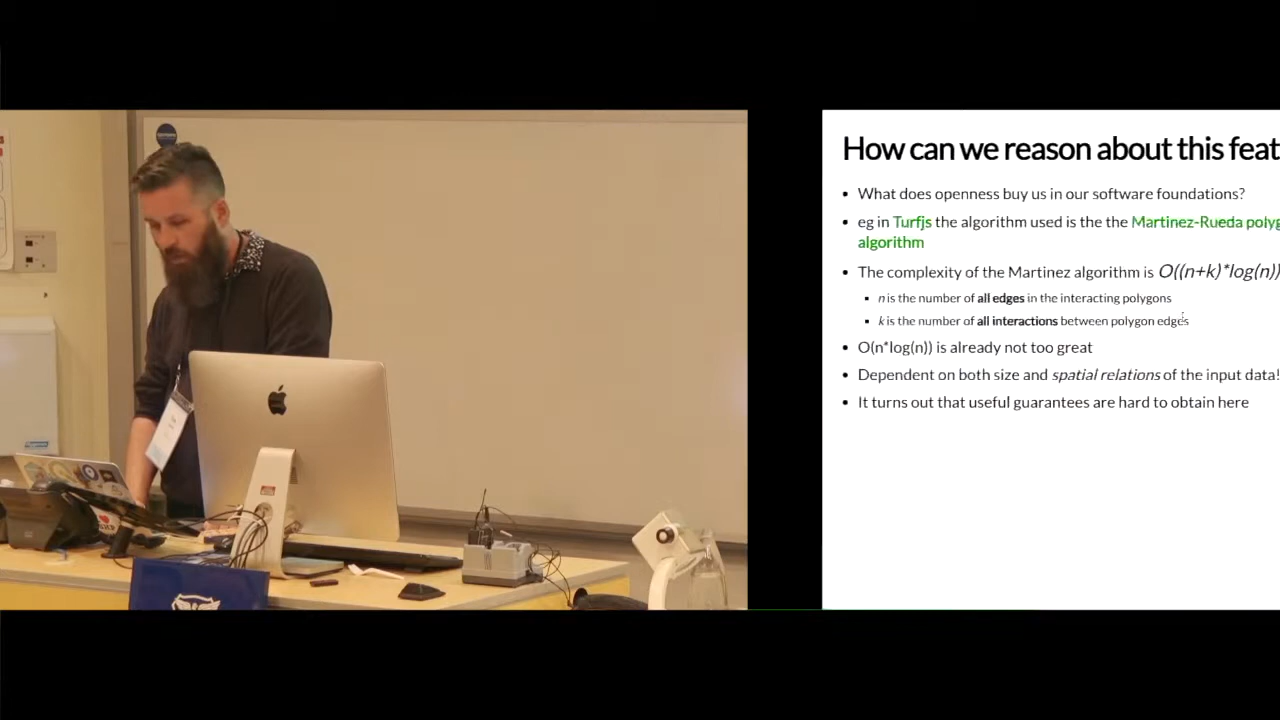 How can we reason about this feat
What does openness buy us in our software foundations?
eg in Turfjs the algorithm used is the the Martinez-Rueda polyg
algorithm
The complexity of the Martinez algorithm is O((n+k)*log(n))
n is the number of all edges in the interacting polygons
k is the number of all interactions between polygon edges
O(n*log(n)) is already not too great
Dependent on both size and spatial relations of the input data!
It turns out that useful guarantees are hard to obtain here